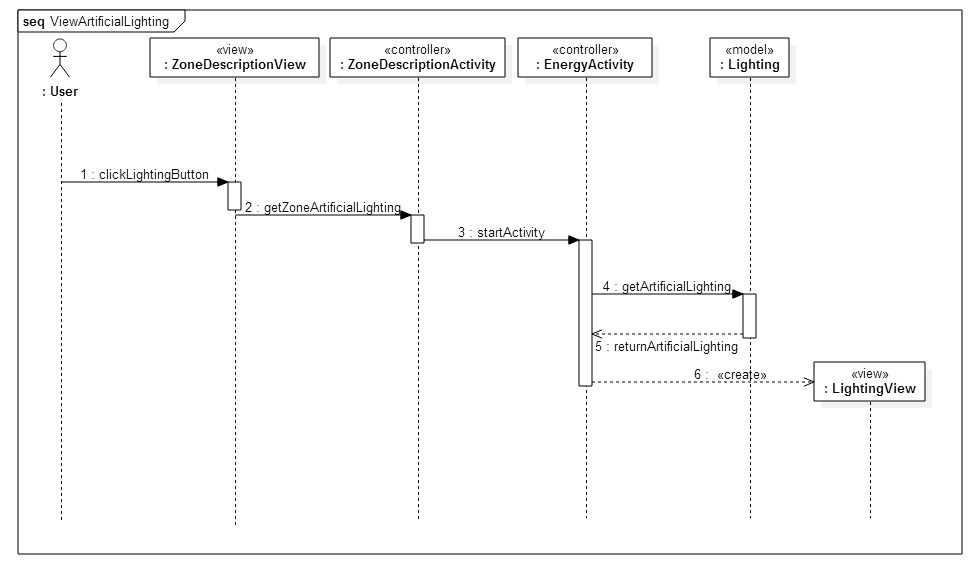 seq ViewArtificialLighting
«view»
: ZoneDescriptionView
«controller»
: ZoneDescriptionActivity
«controller»
: EnergyActivity
«model»
: Lighting
: User
1 : clickLightingButton
2 : getZoneArtificialLighting
3 : startActivity
4 : getArtificialLighting
5 : returnArtificialLighting
6 : «create»
«view»
: LightingView